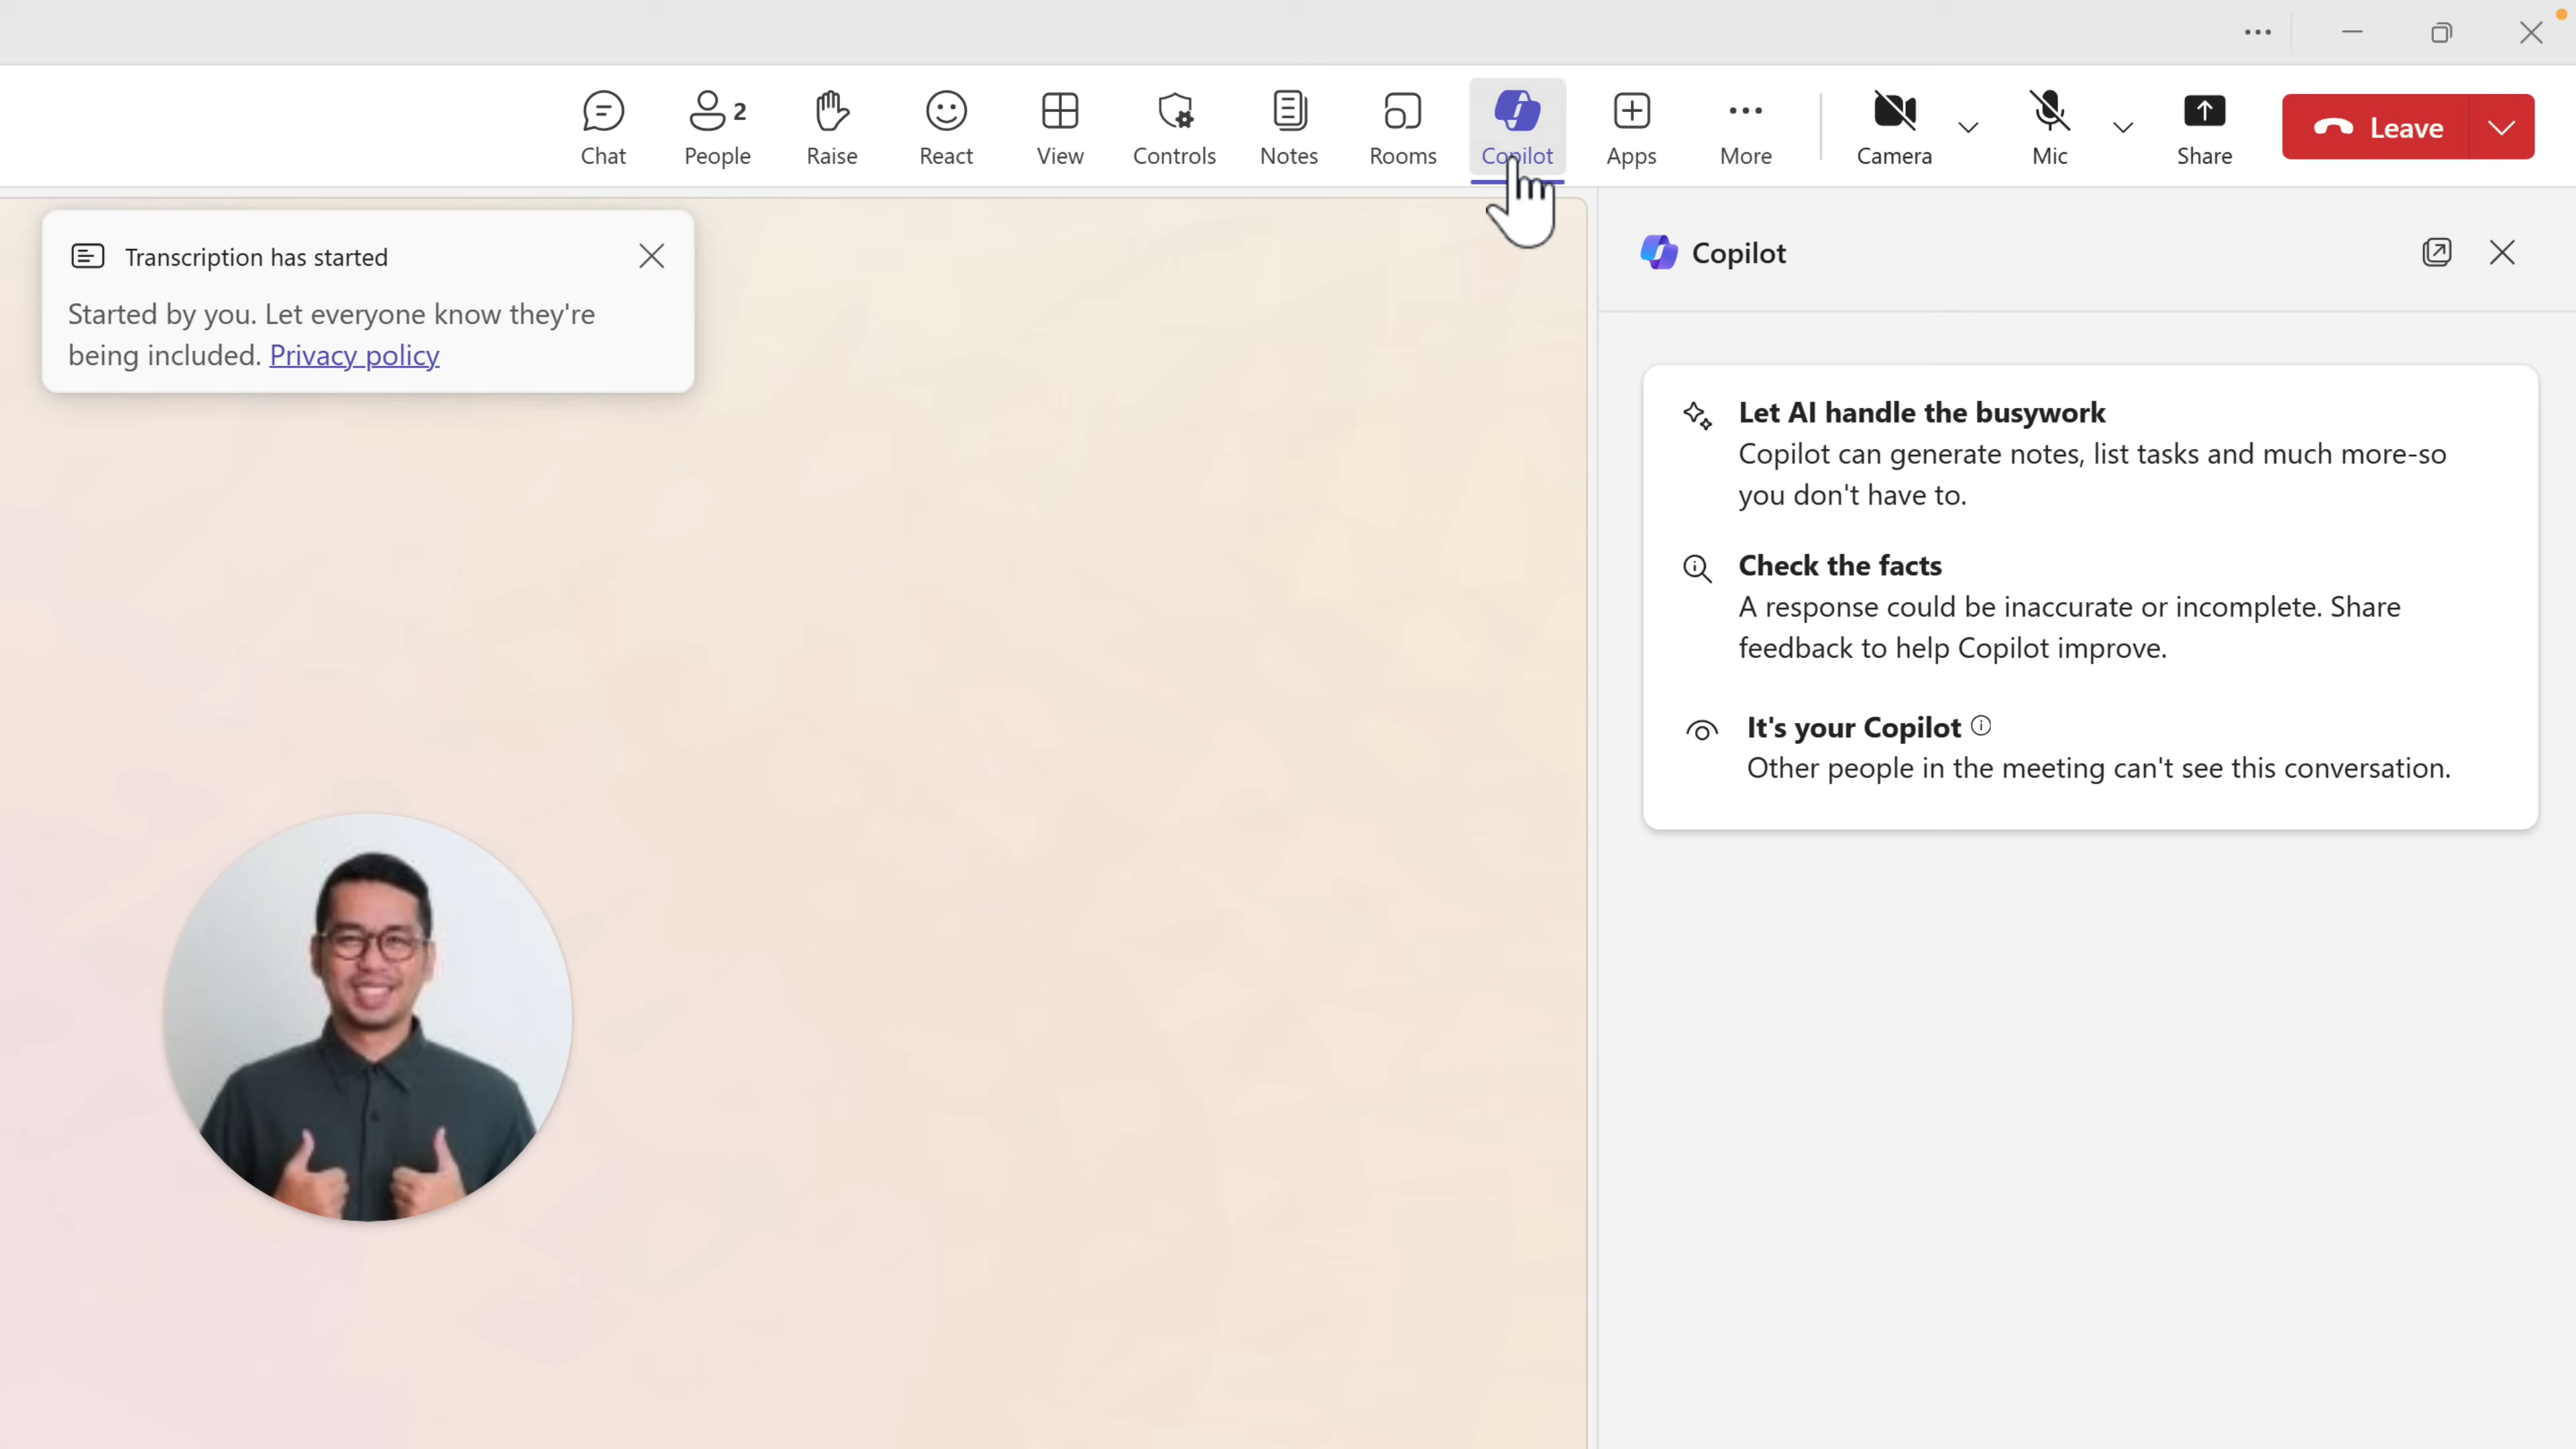 Chat
People 2
Raise
React
View
Controls
Notes
Rooms
Copilot
Apps
More
Camera
Mic
Share
Leave
Transcription has started
Started by you. Let everyone know they're
being included. Privacy policy
Copilot
Let AI handle the busywork
Copilot can generate notes, list tasks and much more-so
you don't have to.
Check the facts
A response could be inaccurate or incomplete. Share
feedback to help Copilot improve.
It's your Copilot
Other people in the meeting can't see this conversation.